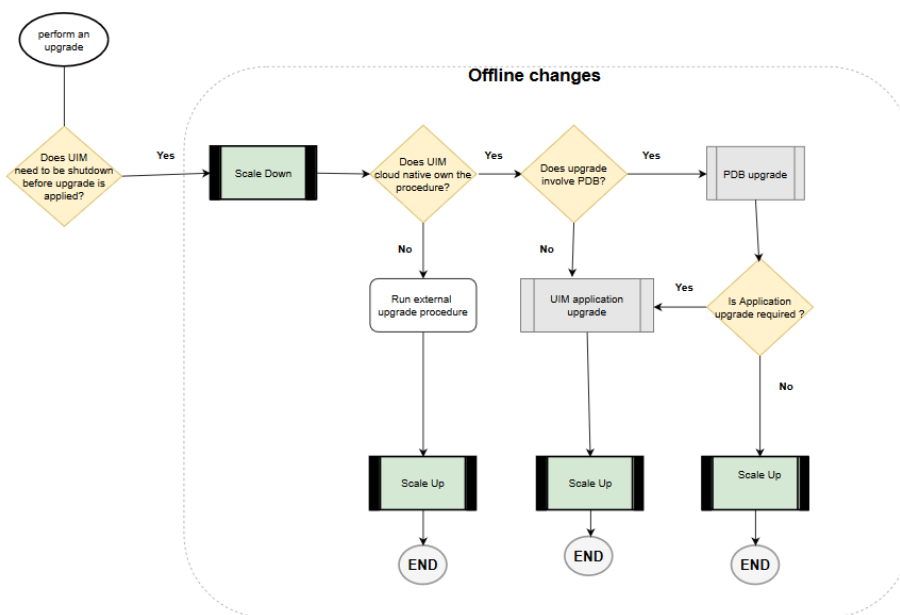 perform an
upgrade
Offline changes
Does UIM
need to be shutdown
before upgrade is
applied?
Yes
Scale Down
Does UIM
cloud native own the
procedure?
Yes
Does upgrade
involve PDB?
Yes
PDB upgrade
No
No
Run external
upgrade procedure
UIM application
upgrade
Yes
Is Application
upgrade required ?
No
Scale Up
Scale Up
Scale Up
END
END
END